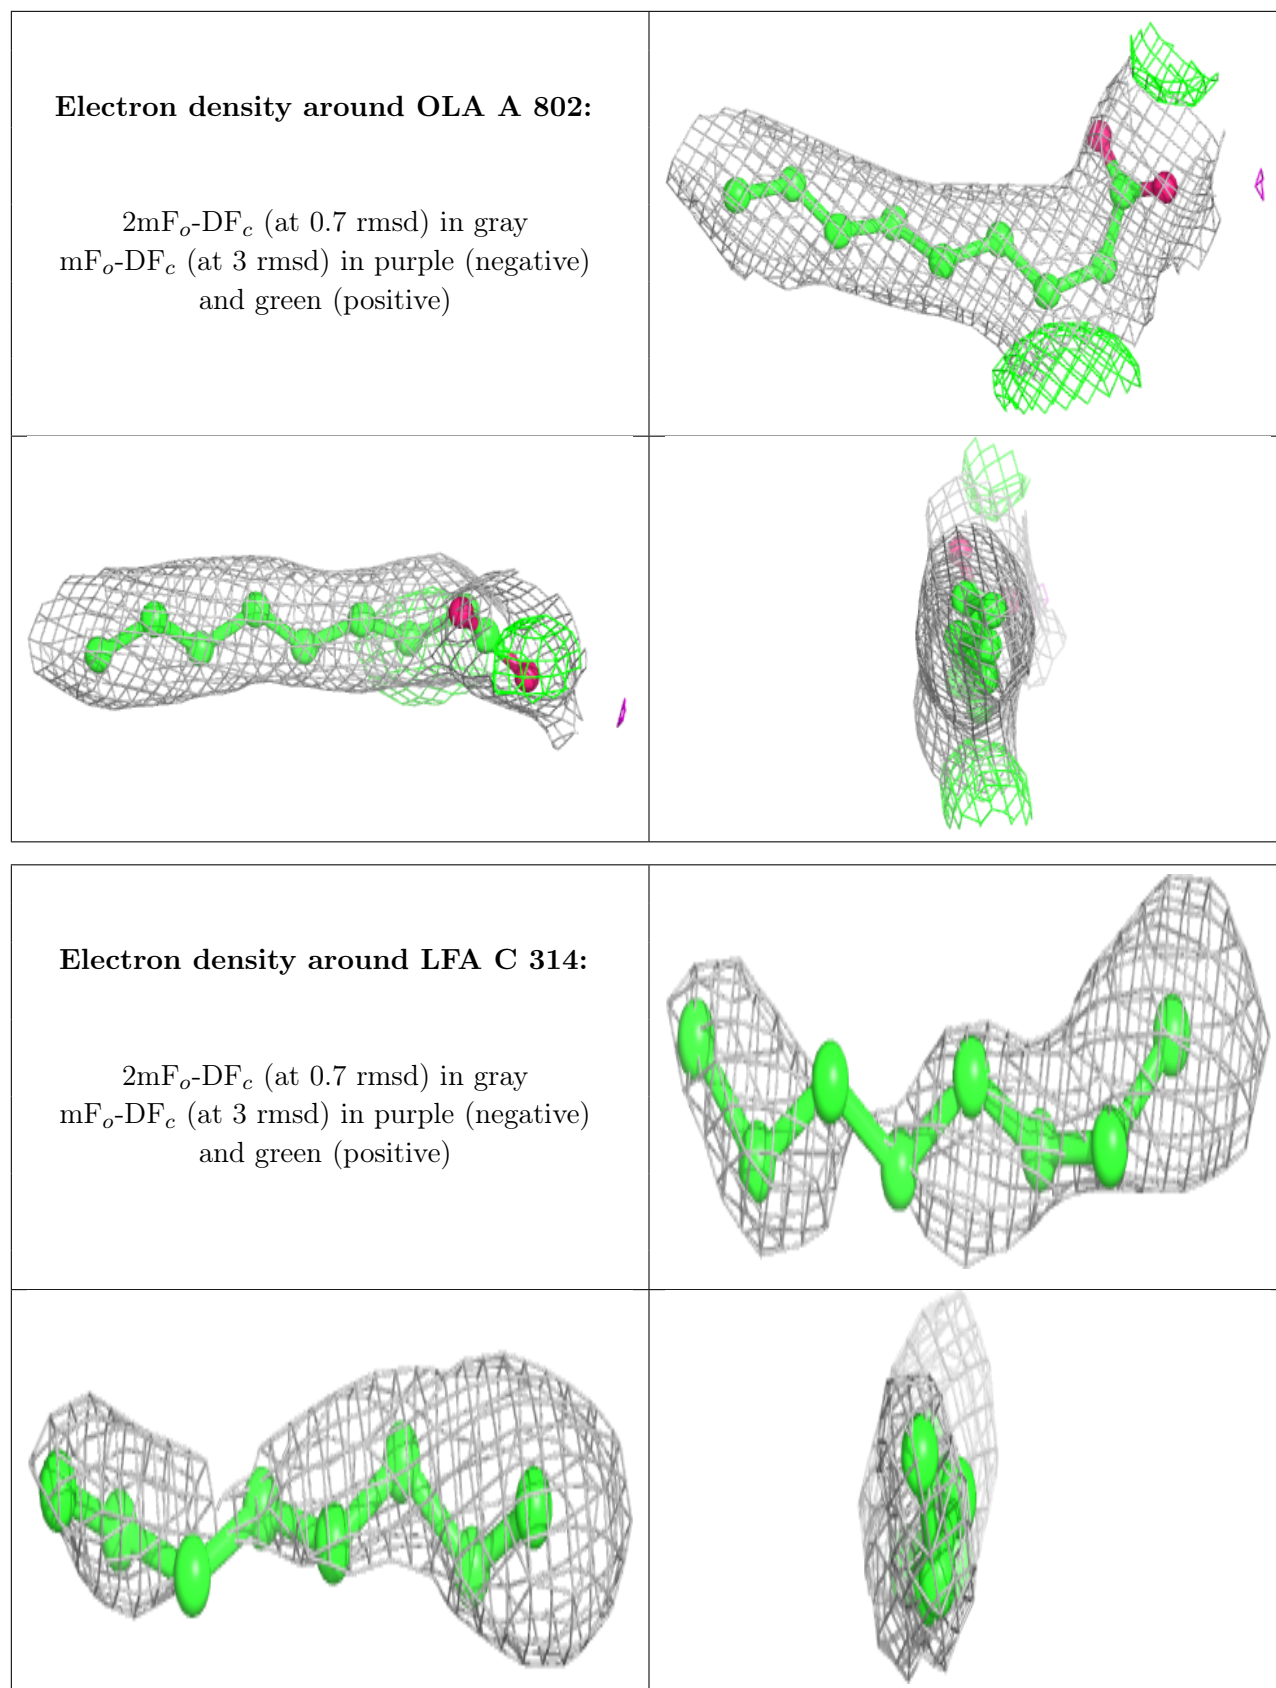 Electron density around OLA A 802:
2mFo-DFc (at 0.7 rmsd) in gray
mFo-DFc (at 3 rmsd) in purple (negative)
and green (positive)
Electron density around LFA C 314:
2mFo-DFc (at 0.7 rmsd) in gray
mFo-DFc (at 3 rmsd) in purple (negative)
and green (positive)